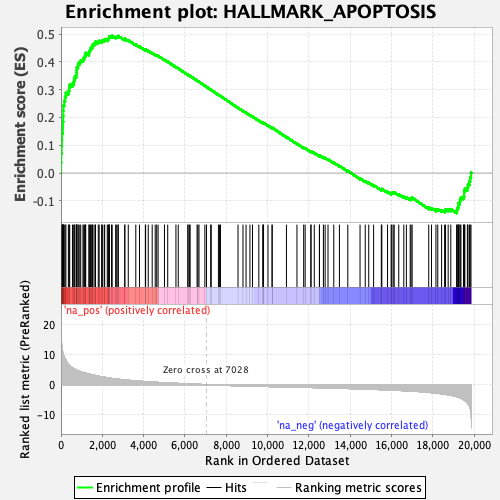 Enrichment plot: HALLMARK_APOPTOSIS
Enrichment score (ES)
0.5
0.4
0.3
0.2
0.1
0.0
-0.1
'na_pos' (positively correlated)
Ranked list metric (PreRanked)
20
10
0
-10
Zero cross at 7028
'na_neg' (negatively correlated)
0
2,000
4,000
6,000
8,000
10,000
12,000
14,000
16,000
18,000
20,000
Rank in Ordered Dataset
Enrichment profile
Hits
Ranking metric scores